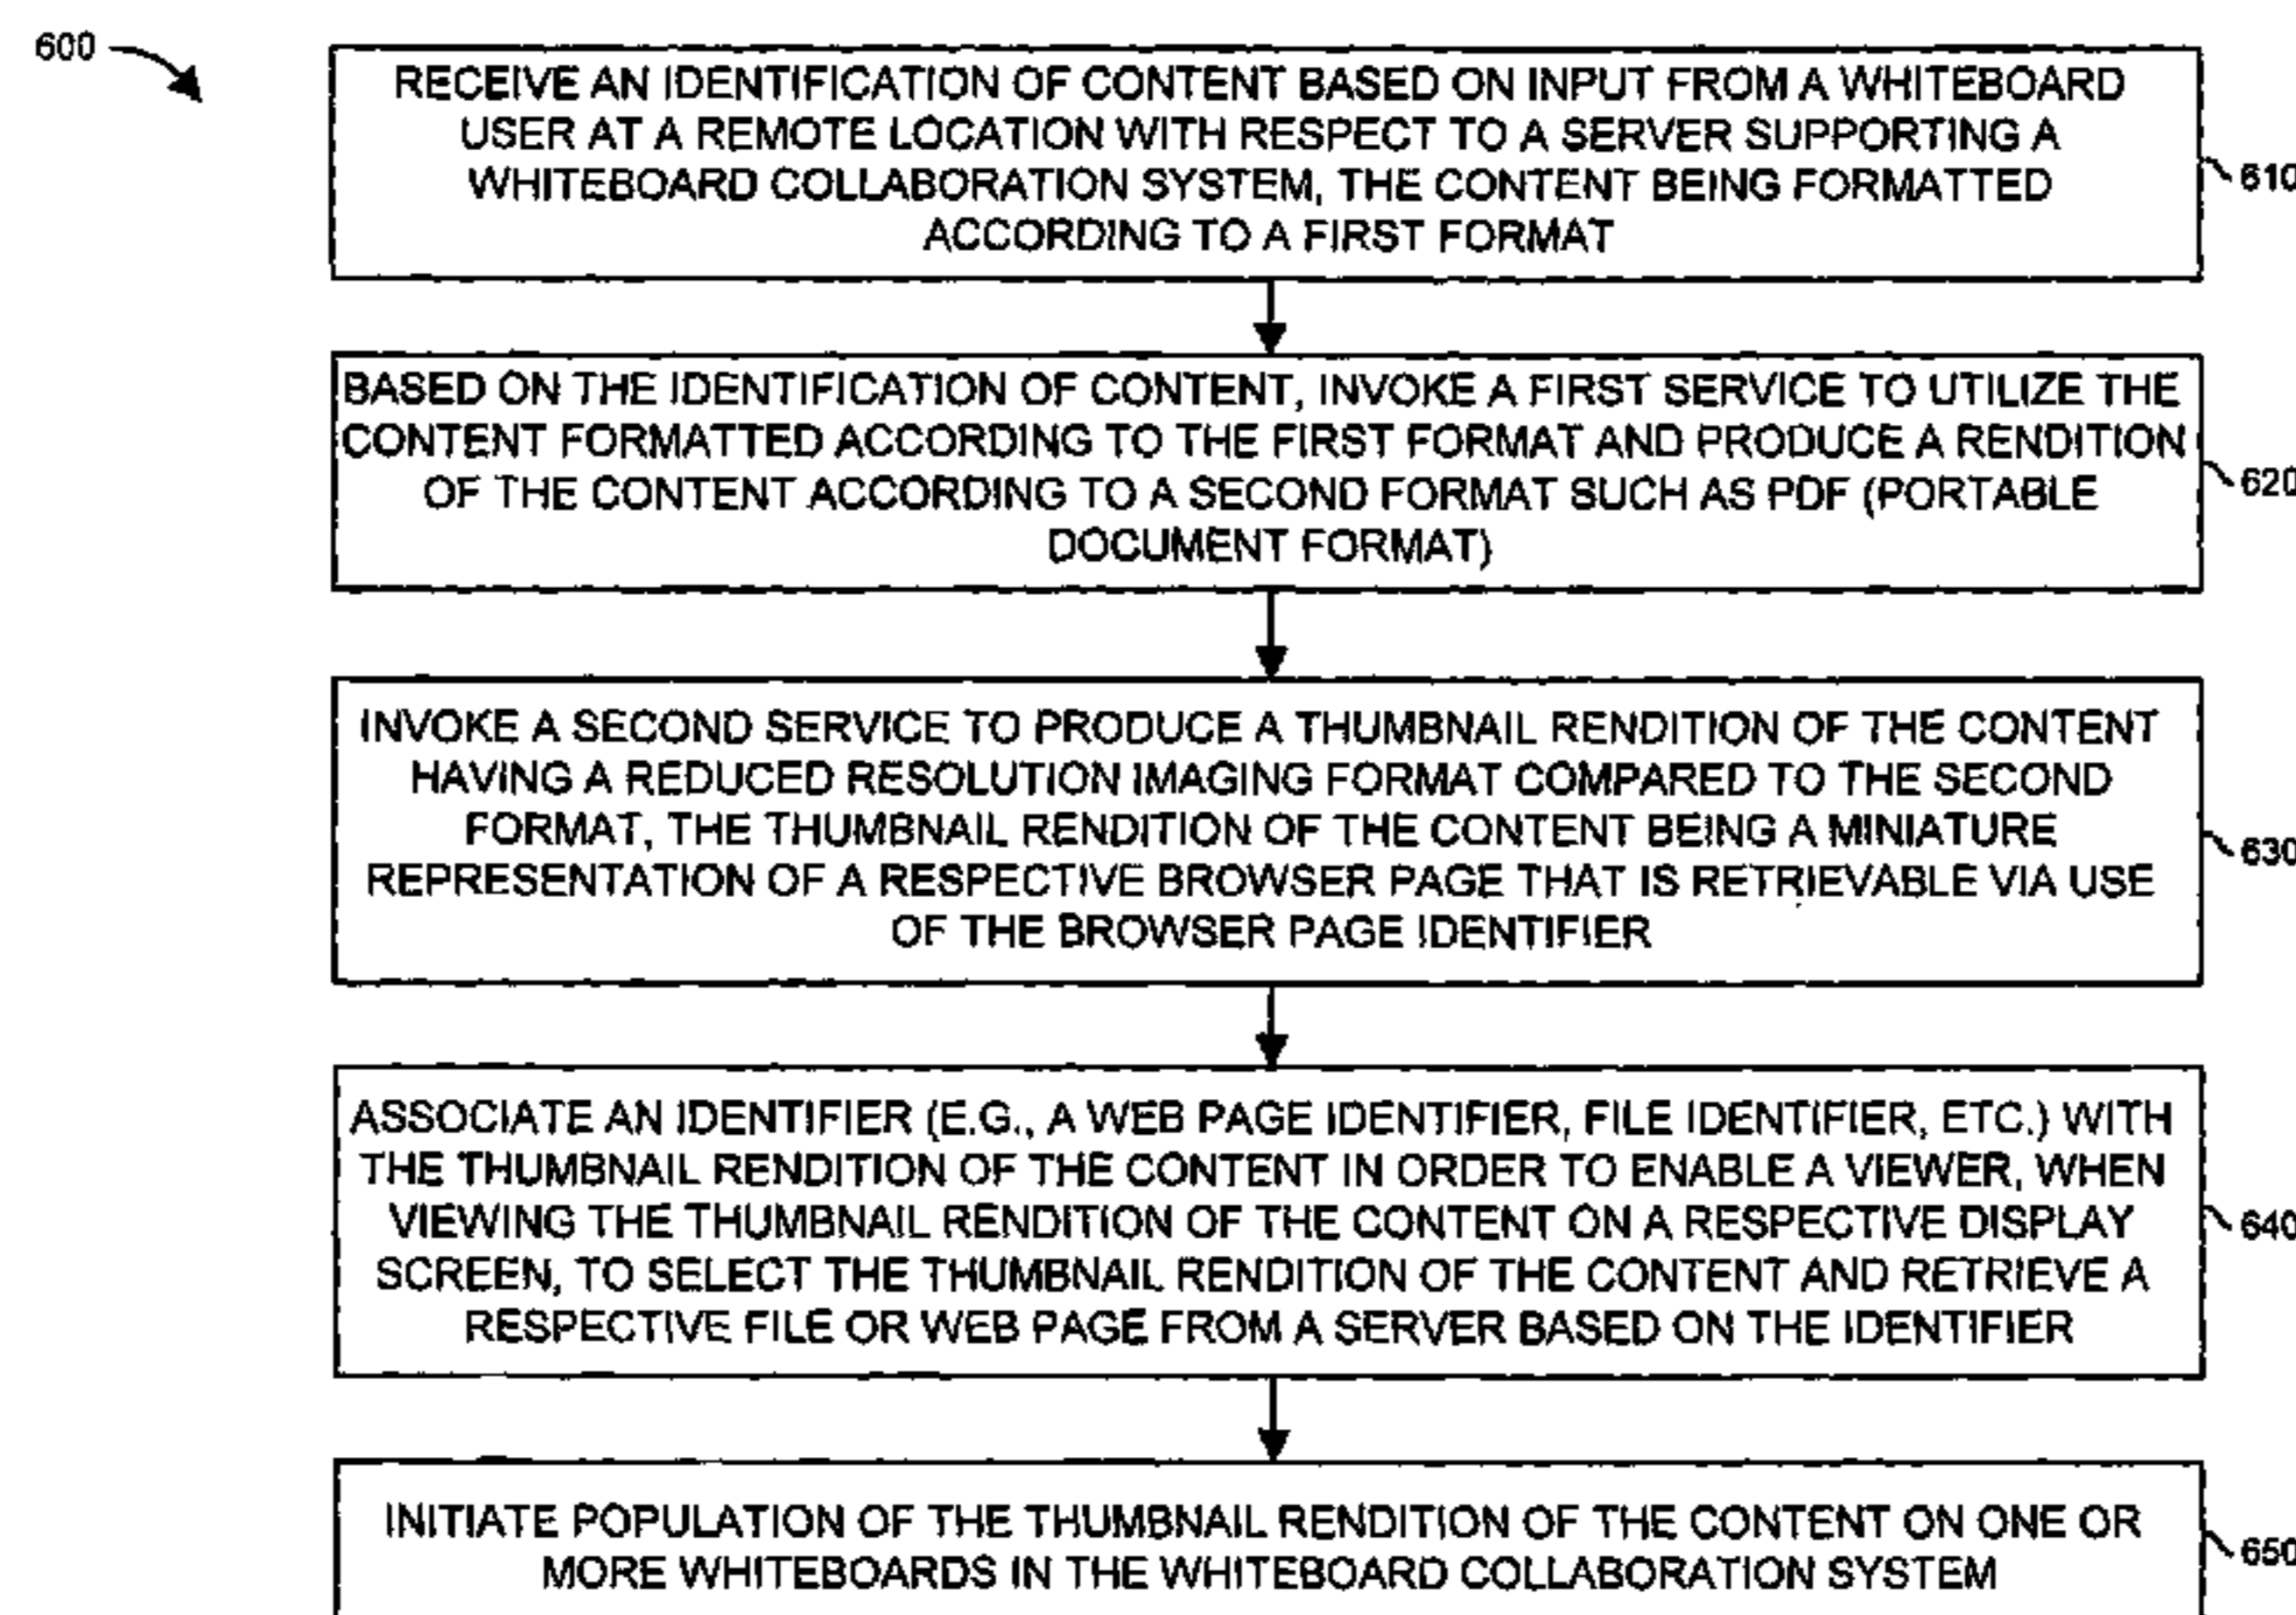 600
RECEIVE AN IDENTIFICATION OF CONTENT BASED ON INPUT FROM A WHITEBOARD
USER AT A REMOTE LOCATION WITH RESPECT TO A SERVER SUPPORTING A
WHITEBOARD COLLABORATION SYSTEM, THE CONTENT BEING FORMATTED
ACCORDING TO A FIRST FORMAT
610
BASED ON THE IDENTIFICATION OF CONTENT, INVOKE A FIRST SERVICE TO UTILIZE THE
CONTENT FORMATTED ACCORDING TO THE FIRST FORMAT AND PRODUCE A RENDITION
OF THE CONTENT ACCORDING TO A SECOND FORMAT SUCH AS PDF (PORTABLE
DOCUMENT FORMAT)
620
INVOKE A SECOND SERVICE TO PRODUCE A THUMBNAIL RENDITION OF THE CONTENT
HAVING A REDUCED RESOLUTION IMAGING FORMAT COMPARED TO THE SECOND
FORMAT, THE THUMBNAIL RENDITION OF THE CONTENT BEING A MINIATURE
REPRESENTATION OF A RESPECTIVE BROWSER PAGE THAT IS RETRIEVABLE VIA USE
OF THE BROWSER PAGE IDENTIFIER
630
ASSOCIATE AN IDENTIFIER (E.G., A WEB PAGE IDENTIFIER, FILE IDENTIFIER, ETC.) WITH
THE THUMBNAIL RENDITION OF THE CONTENT IN ORDER TO ENABLE A VIEWER, WHEN
VIEWING THE THUMBNAIL RENDITION OF THE CONTENT ON A RESPECTIVE DISPLAY
SCREEN, TO SELECT THE THUMBNAIL RENDITION OF THE CONTENT AND RETRIEVE A
RESPECTIVE FILE OR WEB PAGE FROM A SERVER BASED ON THE IDENTIFIER
640
INITIATE POPULATION OF THE THUMBNAIL RENDITION OF THE CONTENT ON ONE OR
MORE WHITEBOARDS IN THE WHITEBOARD COLLABORATION SYSTEM
650